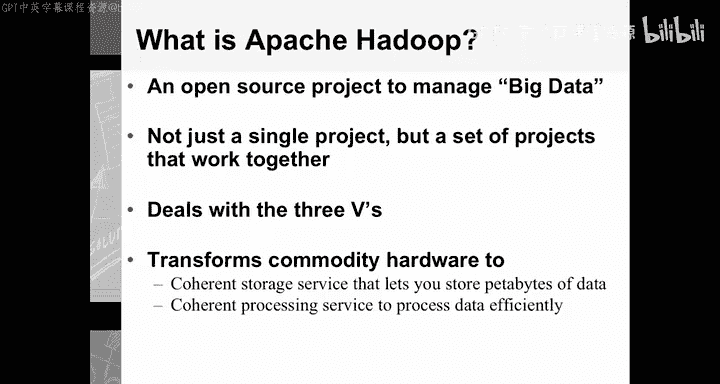 GPT中英字幕课程资源@b
bilibili
What is Apache Hadoop?
• An open source project to manage “Big Data”
• Not just a single project, but a set of projects
that work together
• Deals with the three V’s
• Transforms commodity hardware to
– Coherent storage service that lets you store petabytes of data
– Coherent processing service to process data efficiently